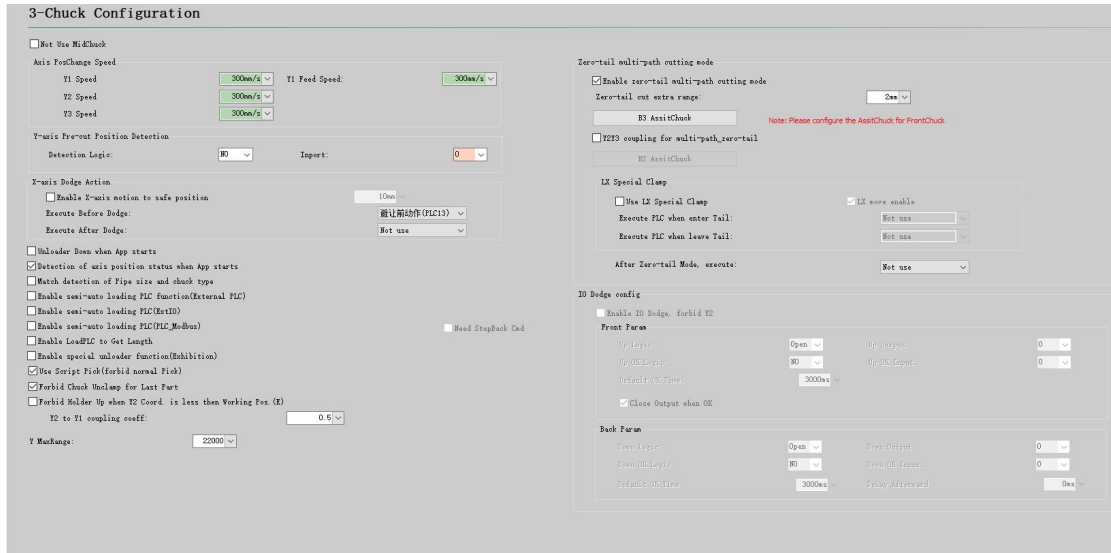 3-Chuck Configuration
Not Use MidChuck
Axis PosChange Speed
Y1 Speed 300mm/s Y1 Feed Speed: 300mm/s
Y2 Speed 300mm/s
Y3 Speed 300mm/s
Y-axis Pre-cut Position Detection
Detection Logic: NO Inport: 0
X-axis Dodge Action
Enable X-axis motion to safe position 10mm
Execute Before Dodge: 避让前动作(PLC13)
Execute After Dodge: Not use
Unloader Down when App starts
Detection of axis position status when App starts
Match detection of Pipe size and chuck type
Enable semi-auto loading PLC function(External PLC)
Enable semi-auto loading PLC(ExtIO)
Enable semi-auto loading PLC(PLC_Modbus) Need StepBack Cmd
Enable LoadPLC to Get Length
Enable special unloader function(Exhibition)
Use Script Pick(forbid normal Pick)
Forbid Chuck Unclamp for Last Part
Forbid Holder Up when Y2 Coord. is less then Working Pos.(E)
Y2 to Y1 coupling coeff: 0.5
Y MaxRange: 22000
Zero-tail multi-path cutting mode
Enable zero-tail multi-path cutting mode
Zero-tail cut extra range: 2mm
B3 AssitChuck Note: Please configure the AssitChuck for FrontChuck
Y2Y3 coupling for multi-path_zero-tail
B2 AssitChuck
LX Special Clamp
Use LX Special Clamp LX move enable
Execute PLC when enter Tail: Not use
Execute PLC when leave Tail: Not use
After Zero-tail Mode, execute: Not use
IO Dodge config
Enable IO Dodge, forbid Y2
Front Param
Up Logic: Open Up Output: 0
Up OK Logic: NO Up OK Input: 0
Default OK Time: 3000ms
Close Output when OK
Back Param
Down Logic: Open Down Output 0
Down OK Logic: NO Down OK Input: 0
Default OK Time: 3000ms Delay Afterward 0ms